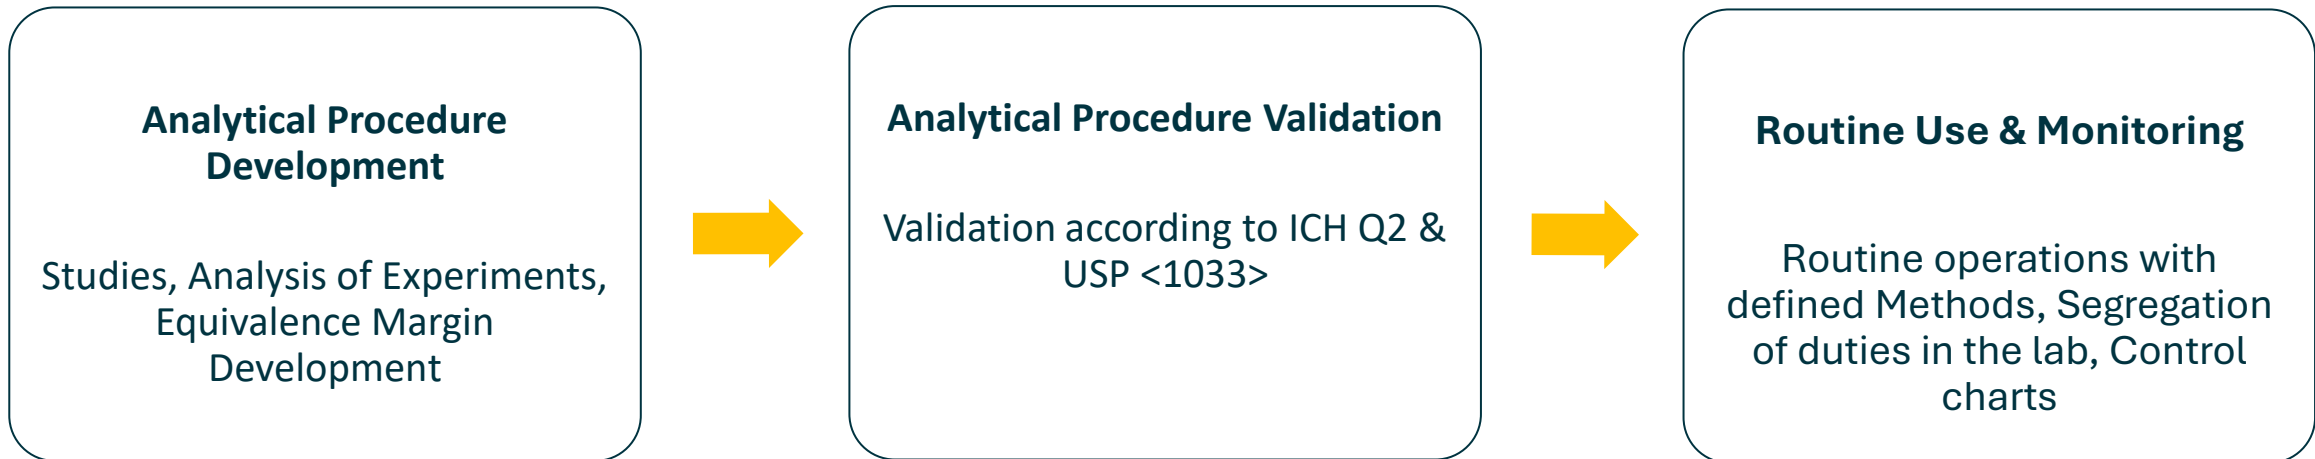 Analytical Procedure
Development
Studies, Analysis of Experiments,
Equivalence Margin
Development
Analytical Procedure Validation
Validation according to ICH Q2 &
USP <1033>
Routine Use & Monitoring
Routine operations with
defined Methods, Segregation
of duties in the lab, Control
charts